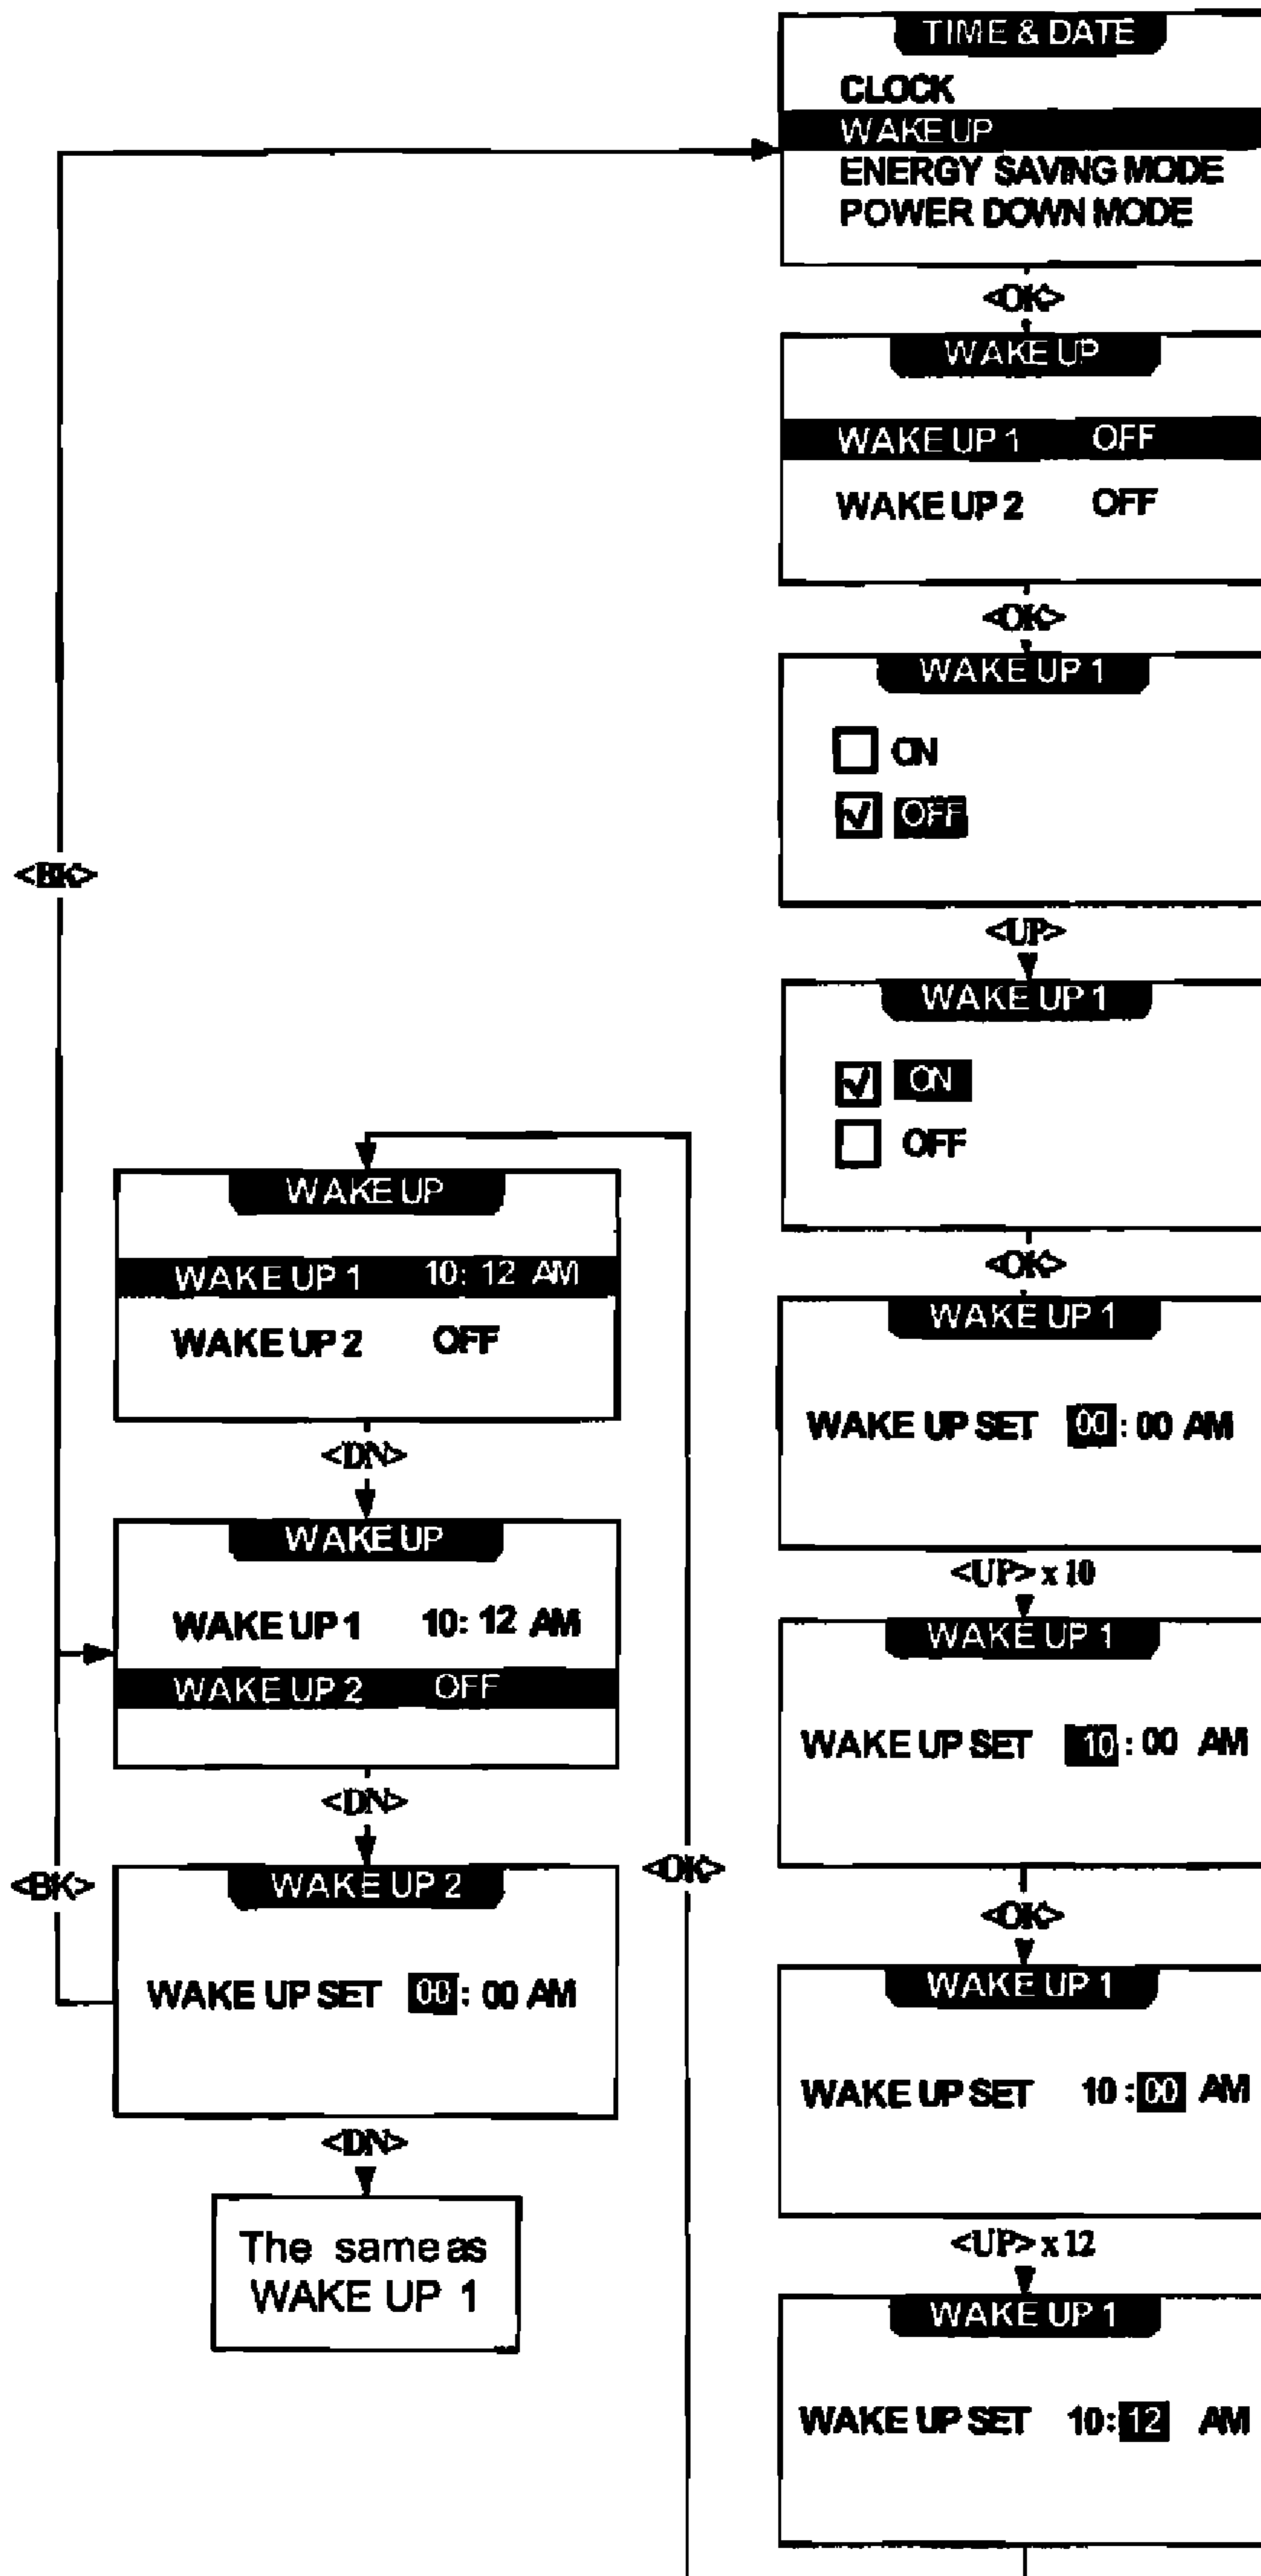 TIME & DATE
CLOCK
WAKE UP
ENERGY SAVING MODE
POWER DOWN MODE
<OK>
WAKE UP
WAKE UP 1 OFF
WAKE UP 2 OFF
<OK>
WAKE UP 1
ON
OFF
<BK>
<UP>
WAKE UP 1
ON
OFF
<OK>
WAKE UP 1
WAKE UP SET 00 : 00 AM
<UP> x 10
WAKE UP 1
WAKE UP SET 10 : 00 AM
<OK>
WAKE UP 1
WAKE UP SET 10 : 00 AM
<UP> x 12
WAKE UP 1
WAKE UP SET 10: 12 AM
<OK>
WAKE UP
WAKE UP 1 10: 12 AM
WAKE UP 2 OFF
<DN>
WAKE UP
WAKE UP 1 10: 12 AM
WAKE UP 2 OFF
<DN>
<BK>
WAKE UP 2
WAKE UP SET 00 : 00 AM
<DN>
The same as
WAKE UP 1